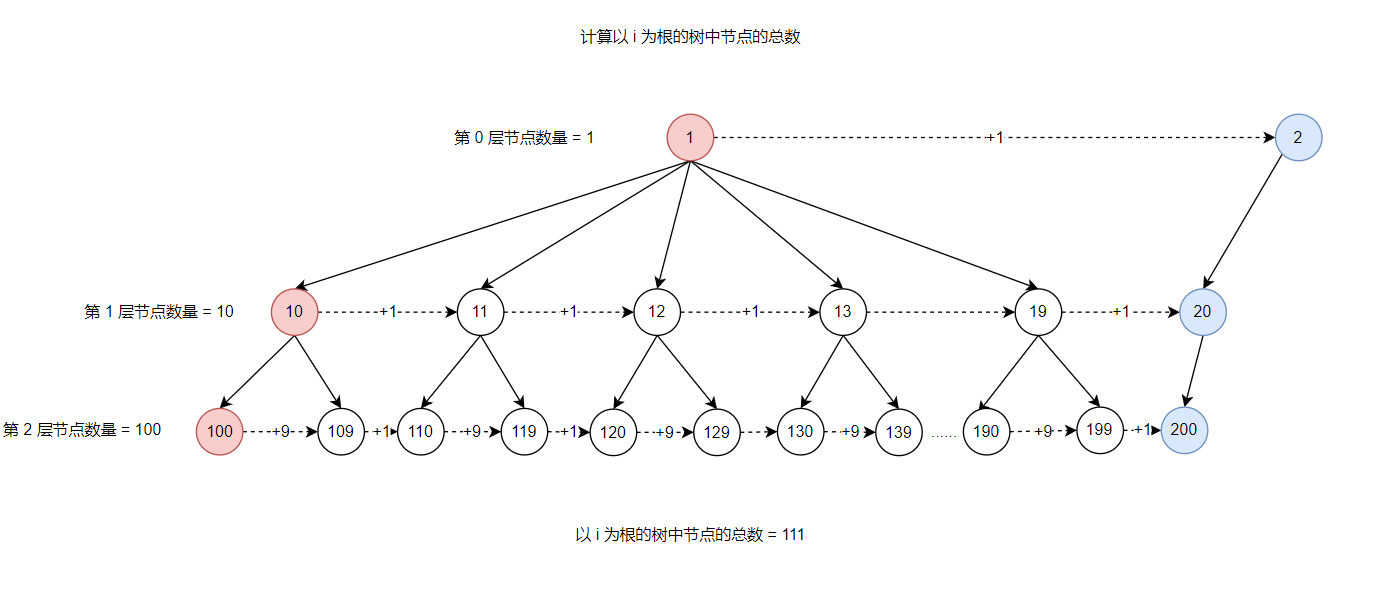 计算以 i 为根的树中节点的总数
第 0 层节点数量 = 1 1 +1 2
第 1 层节点数量 = 10 10 +1 11 +1 12 +1 13 19 +1 20
第 2 层节点数量 = 100 100 +9 109 +1 110 +9 119 +1 120 +9 129 130 +9 139 ...... 190 +9 199 +1 200
以 i 为根的树中节点的总数 = 111